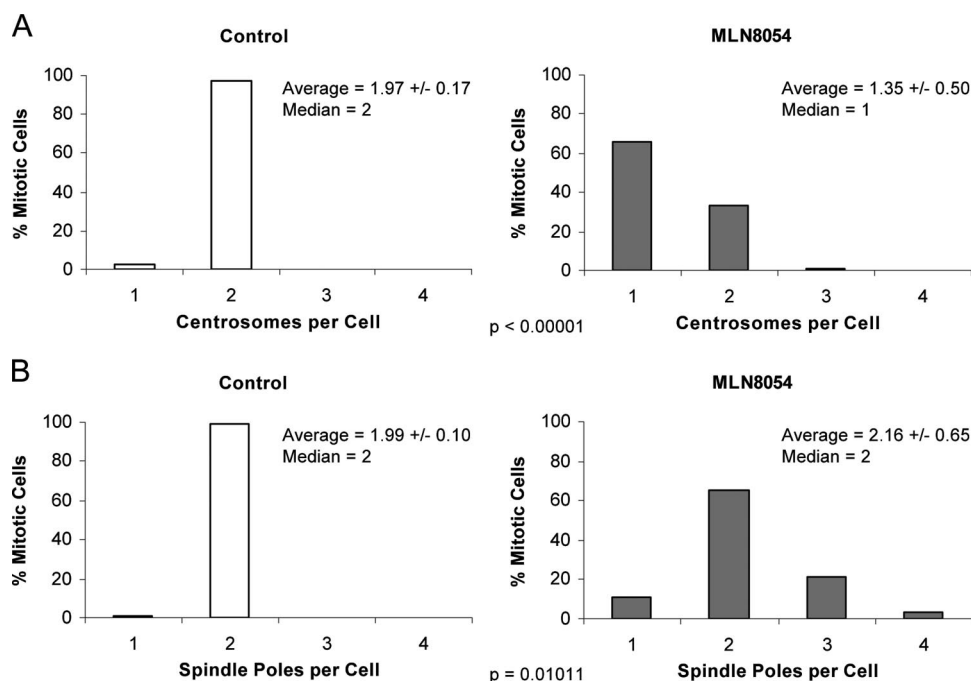 A
Control
MLN8054
Average = 1.97 +/- 0.17
Median = 2
Average = 1.35 +/- 0.50
Median = 1
% Mitotic Cells
100
80
60
40
20
0
1 2 3 4
Centrosomes per Cell
% Mitotic Cells
100
80
60
40
20
0
1 2 3 4
Centrosomes per Cell
p < 0.00001
B
Control
MLN8054
Average = 1.99 +/- 0.10
Median = 2
Average = 2.16 +/- 0.65
Median = 2
% Mitotic Cells
100
80
60
40
20
0
1 2 3 4
Spindle Poles per Cell
% Mitotic Cells
100
80
60
40
20
0
1 2 3 4
Spindle Poles per Cell
p = 0.01011